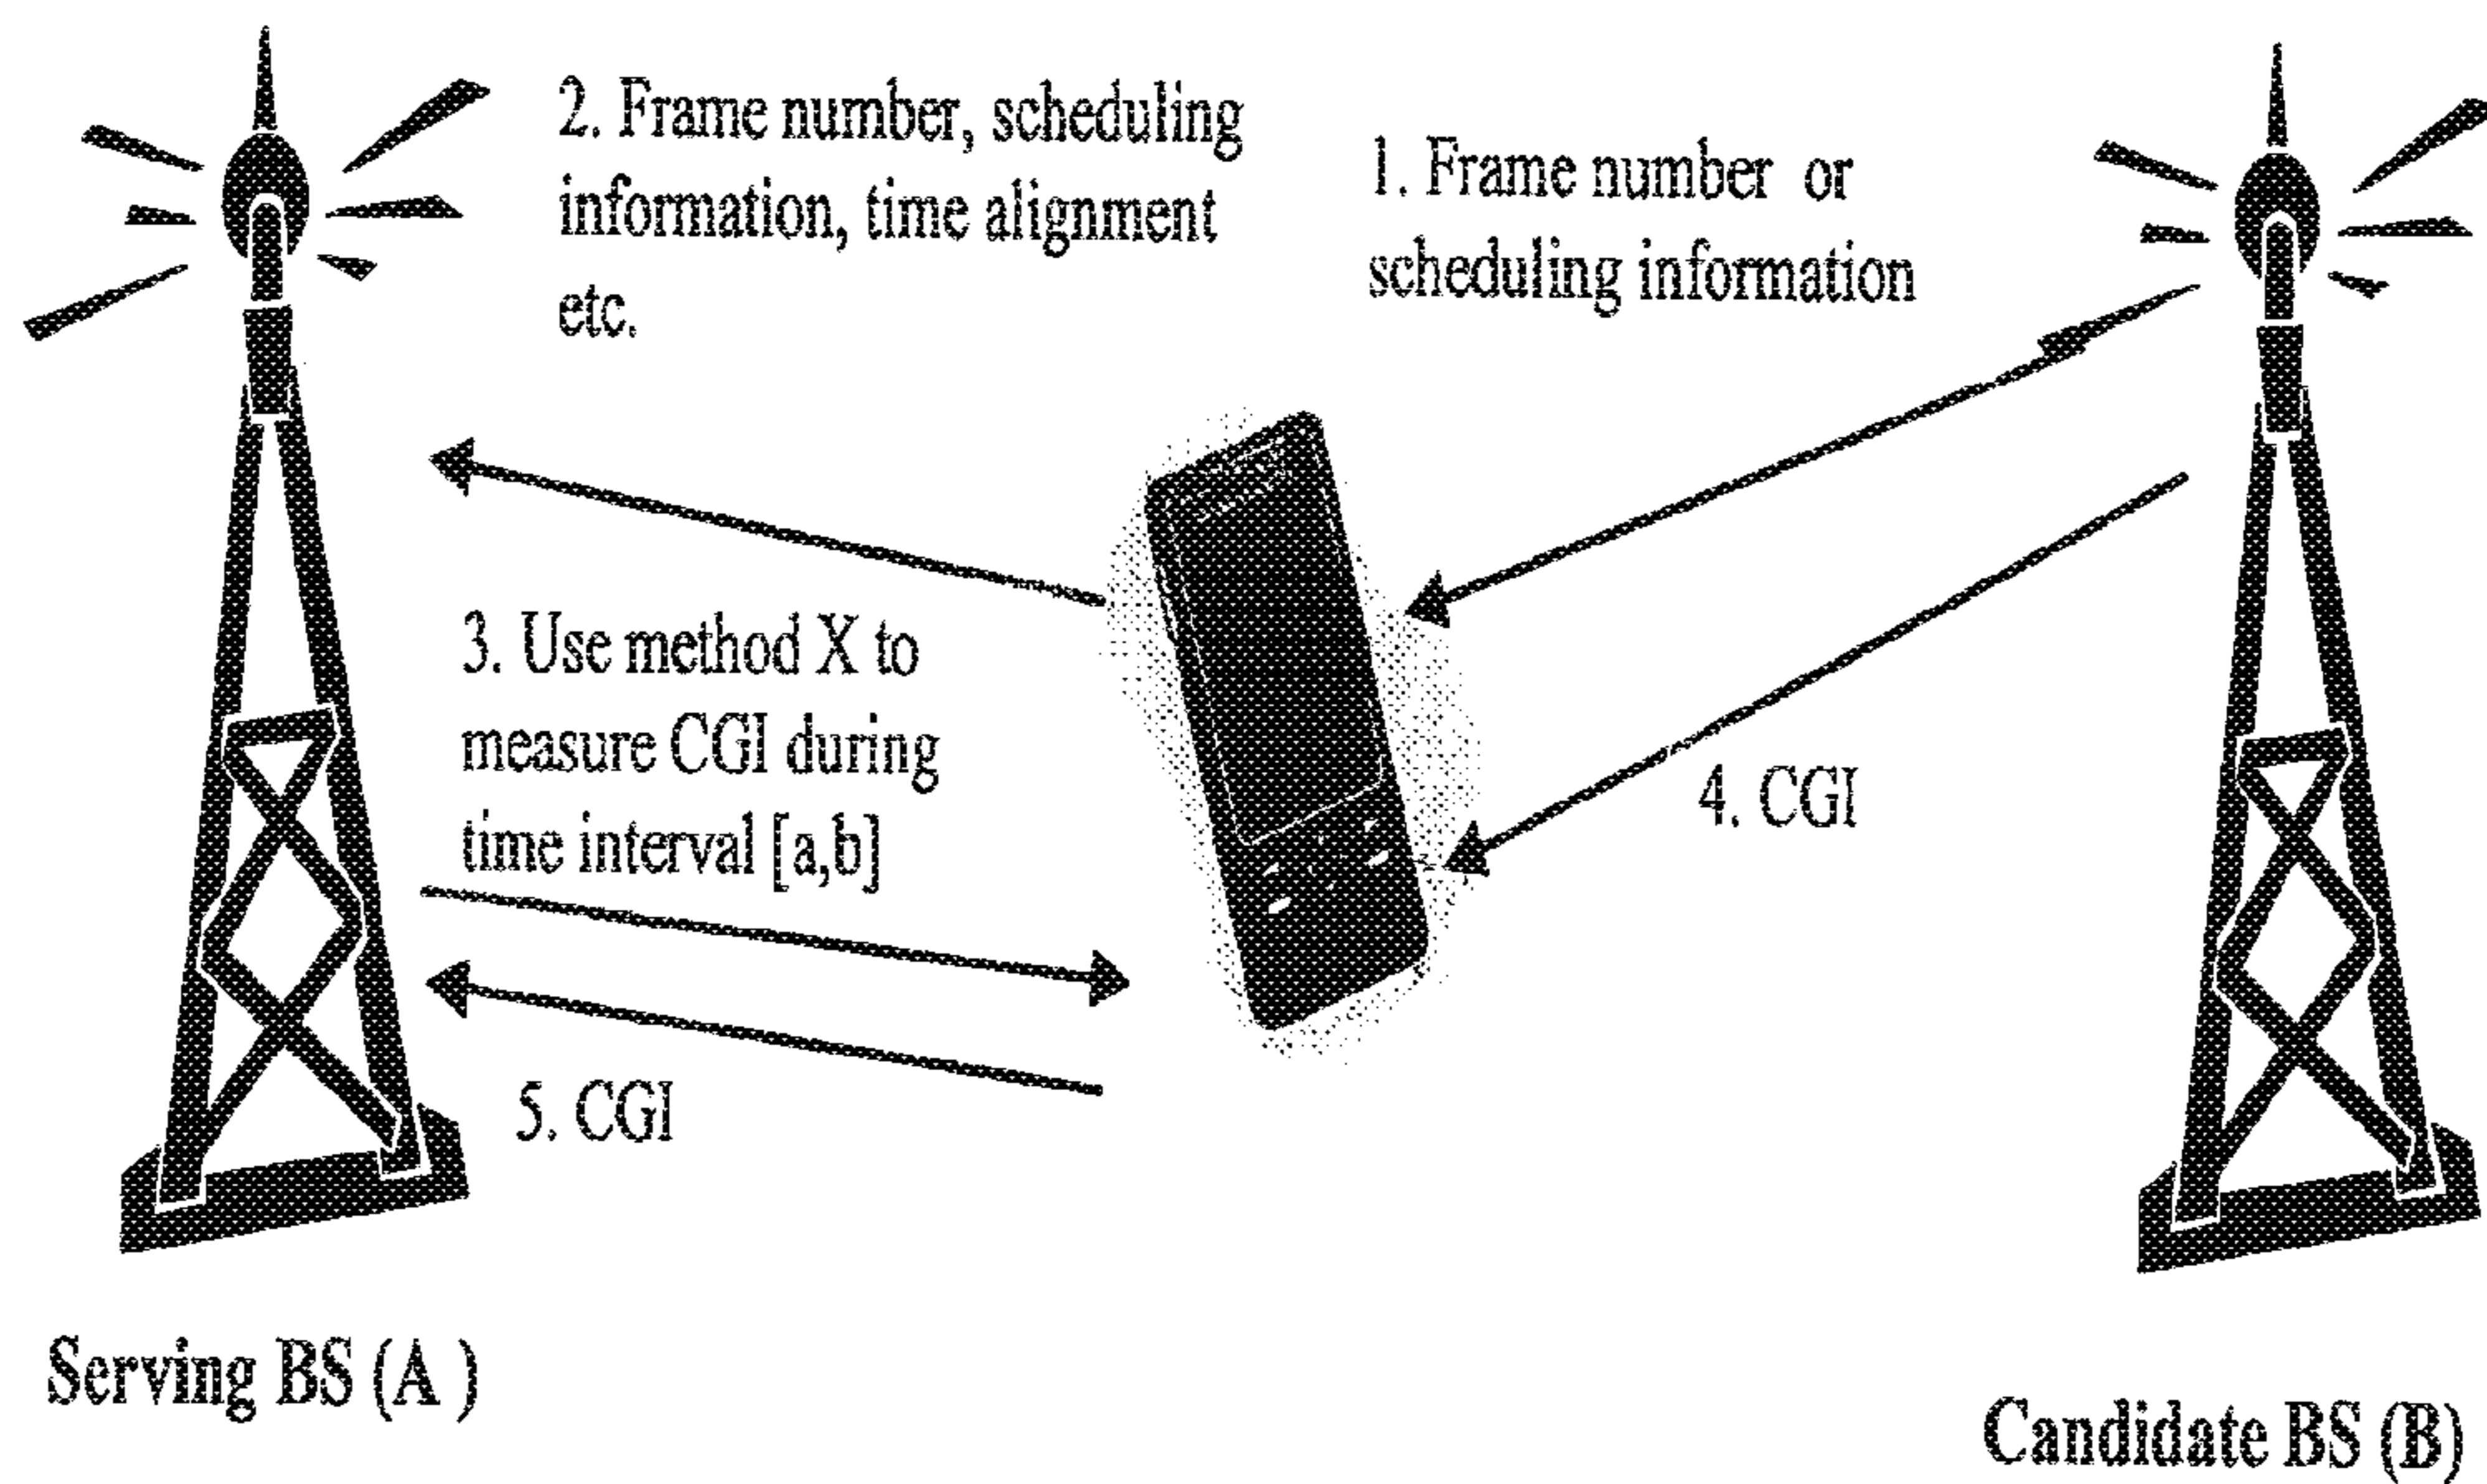 2. Frame number, scheduling
information, time alignment
etc.
1. Frame number or
scheduling information
3. Use method X to
measure CGI during
time interval [a,b]
4. CGI
5. CGI
Serving BS (A )
Candidate BS (B)